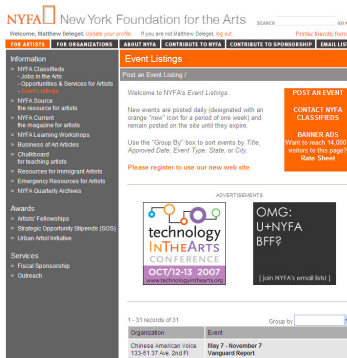 NYFA New York Foundation for the Arts
SEARCH GO >
Welcome, Matthew Deleget. Update your profile. If you are not Matthew Deleget, log out. Printer friendly form
FOR ARTISTS FOR ORGANIZATIONS ABOUT NYFA CONTRIBUTE TO NYFA CONTRIBUTE TO SPONSORSHIP EMAIL LIS
Information
> NYFA Classifieds
- Jobs in the Arts
- Opportunities & Services for Artists
- Event Listings
> NYFA Source
the resource for artists
> NYFA Current
the magazine for artists
> NYFA Learning Workshops
> Business of Art Articles
> Chalkboard
for teaching artists
> Resources for Immigrant Artists
> Emergency Resources for Artists
> NYFA Quarterly Archives
Awards
> Artists' Fellowships
> Strategic Opportunity Stipends (SOS)
> Urban Artist Initiative
Services
> Fiscal Sponsorship
> Outreach
Event Listings
Post an Event Listing /
Welcome to NYFA's Event Listings.
New events are posted daily (designated with an
orange "new" icon for a period of one week) and
remain posted on the site until they expire.
Use the "Group By" box to sort events by Title,
Approved Date, Event Type, State, or City.
Please register to use our new web site.
POST AN EVENT
CONTACT NYFA
CLASSIFIEDS
BANNER ADS
Want to reach 14,000
visitors to this page?
Rate Sheet
ADVERTISEMENTS
technology
INTHEARTS
CONFERENCE
OCT/12-13 2007
www.technologyinthearts.org
OMG:
U+NYFA
BFF?
| join NYFA's email lists! |
1 - 31 records of 31 Group by
Organization Event
Chinese American Voice May 7 - November 7
133-51 37 Ave. 2nd Fl. Vanguard Report